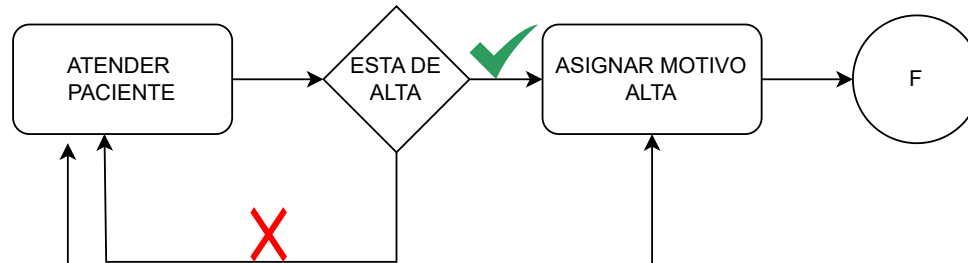 ATENDER
PACIENTE
ESTA DE
ALTA
ASIGNAR MOTIVO
ALTA
F